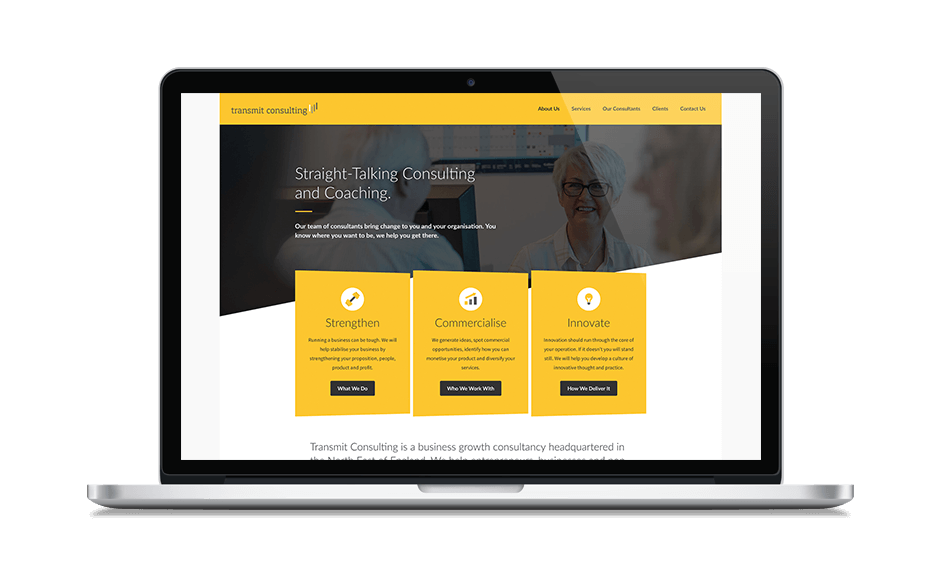 transmit consulting
About Us Services Our Consultants Clients Contact Us
Straight-Talking Consulting
and Coaching.
Our team of consultants bring change to you and your organisation. You
know where you want to be, we help you get there.
Strengthen
Running a business can be tough. We will
help stabilise your business by
strengthening your proposition, people,
product and profit.
What We Do
Commercialise
We generate ideas, spot commercial
opportunities, identify how you can
monetise your product and diversify your
services.
Who We Work With
Innovate
Innovation should run through the core of
your operation. If it doesn't you will stand
still. We will help you develop a culture of
innovative thought and practice.
How We Deliver It
Transmit Consulting is a business growth consultancy headquartered in
the North East of England. We help entrepreneurs, businesses and non